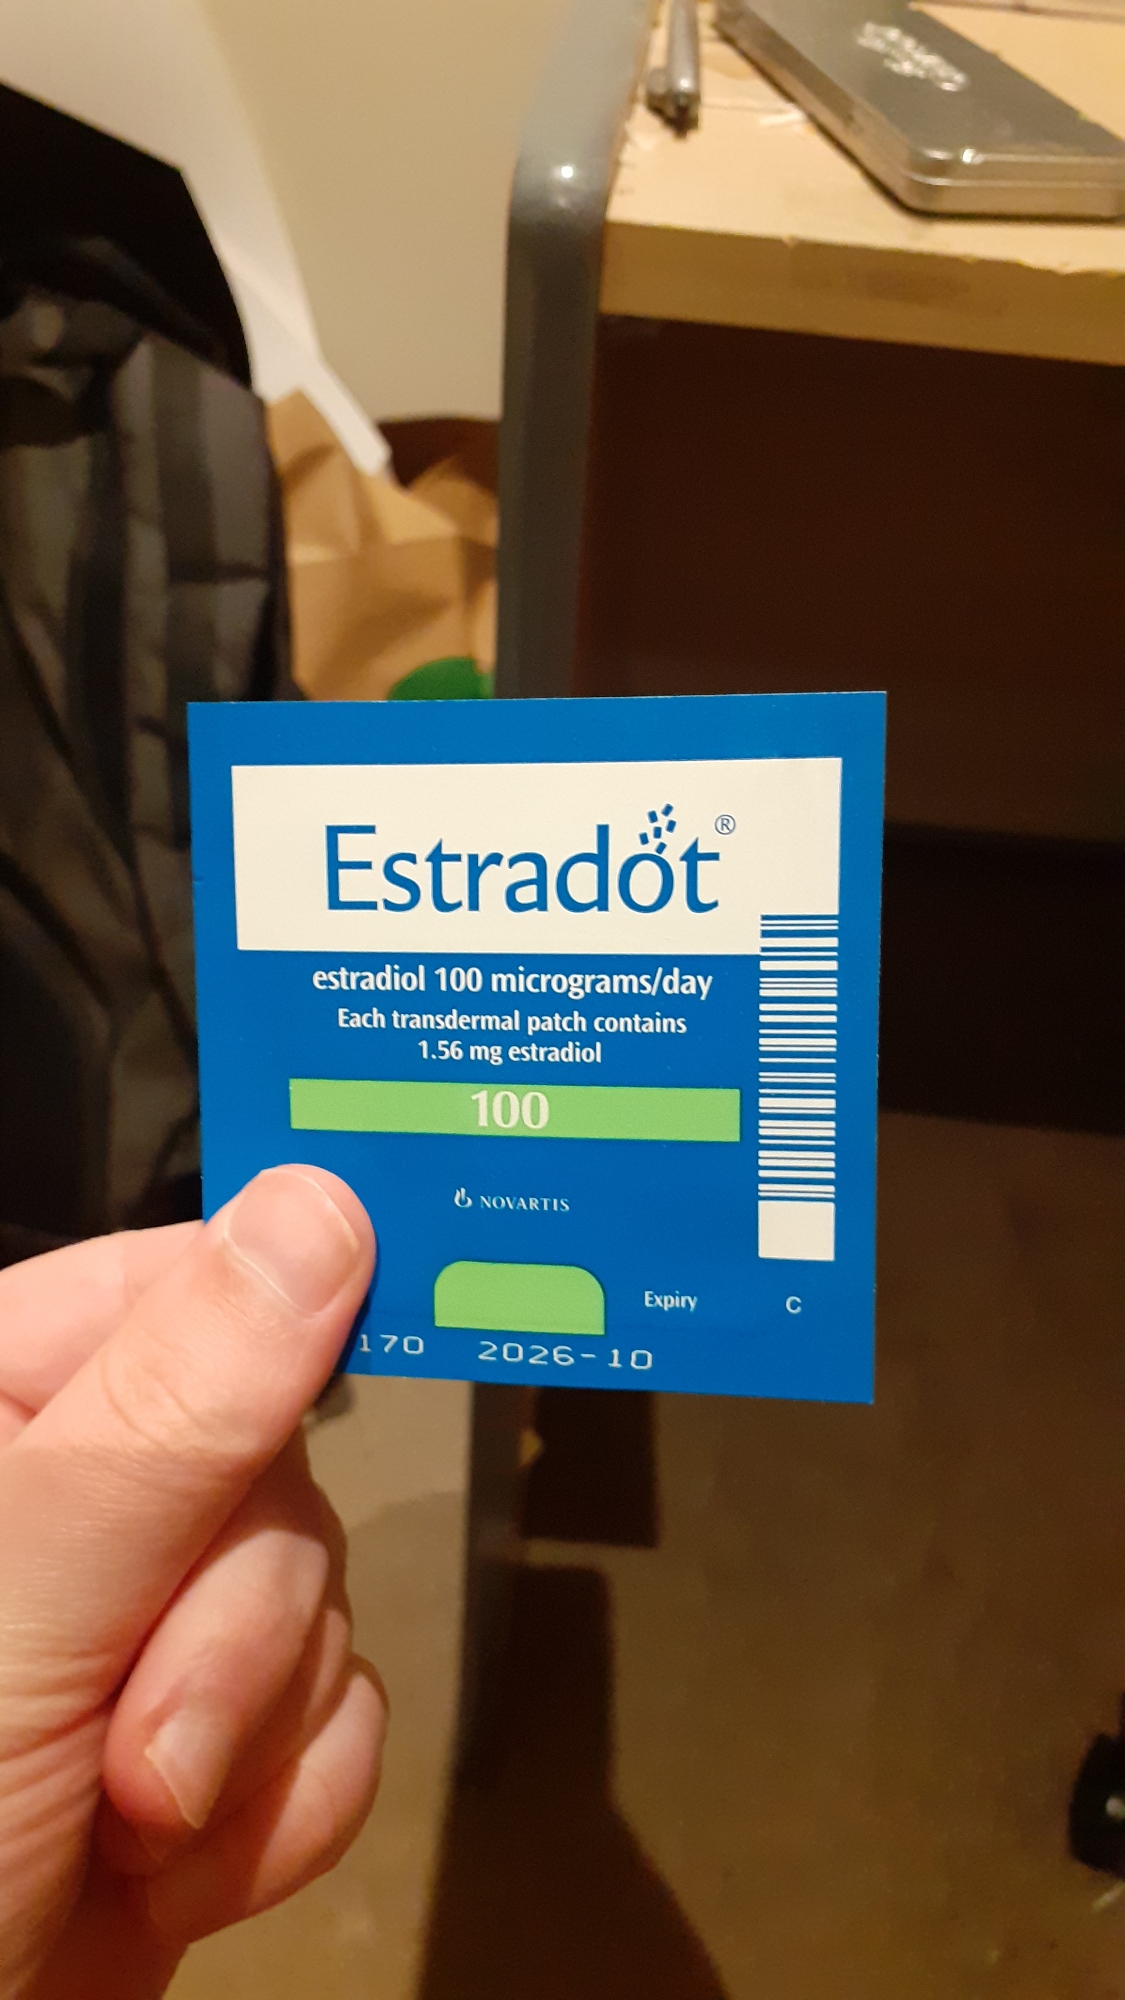 Estradot®
estradiol 100 micrograms/day
Each transdermal patch contains
1.56 mg estradiol
100
NOVARTIS
Expiry C
170 2026-10